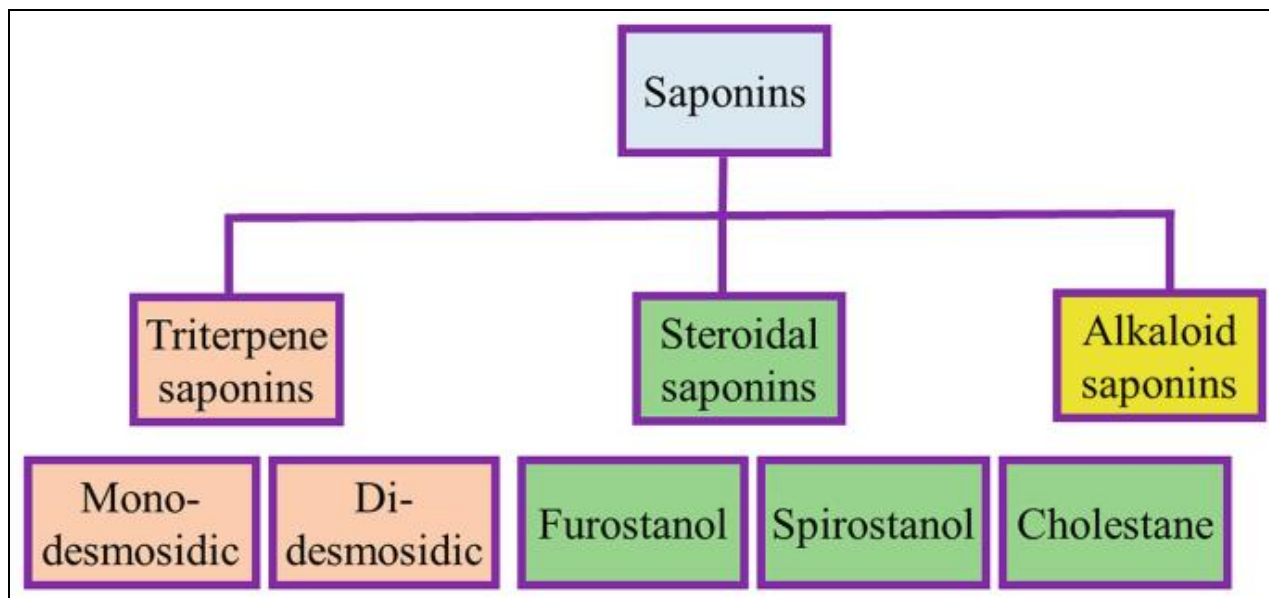 Saponins
Triterpene
saponins
Steroidal
saponins
Alkaloid
saponins
Mono-
desmosidic
Di-
desmosidic
Furostanol
Spirostanol
Cholestane